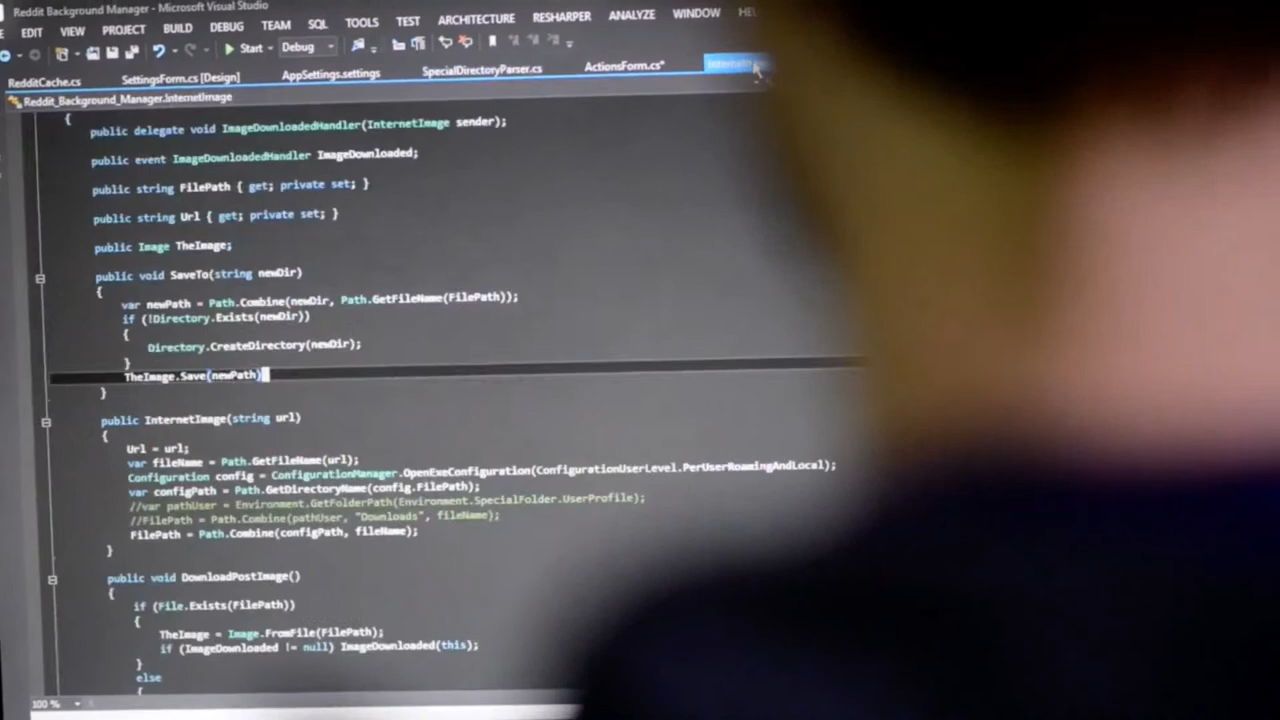 Reddit Background Manager - Microsoft Visual Studio
EDIT VIEW PROJECT BUILD DEBUG TEAM SQL TOOLS TEST ARCHITECTURE RESHARPER ANALYZE WINDOW
Start Debug
RedditCache.cs SettingsForm.cs [Design] AppSettings.settings SpecialDirectoryParser.cs ActionsForm.cs*
Reddit_Background_Manager.InternetImage
{
public delegate void ImageDownloadedHandler(InternetImage sender);
public event ImageDownloadedHandler ImageDownloaded;
public string FilePath { get; private set; }
public string Url { get; private set; }
public Image TheImage;
public void SaveTo(string newDir)
{
var newPath = Path.Combine(newDir, Path.GetFileName(FilePath));
if (!Directory.Exists(newDir))
{
Directory.CreateDirectory(newDir);
}
TheImage.Save(newPath)
}
public InternetImage(string url)
{
Url = url;
var fileName = Path.GetFileName(url);
Configuration config = ConfigurationManager.OpenExeConfiguration(ConfigurationUserLevel.PerUserRoamingAndLocal);
var configPath = Path.GetDirectoryName(config.FilePath);
//var pathUser = Environment.GetFolderPath(Environment.SpecialFolder.UserProfile);
//FilePath = Path.Combine(pathUser, "Downloads", fileName);
FilePath = Path.Combine(configPath, fileName);
}
public void DownloadPostImage()
{
if (File.Exists(FilePath))
{
TheImage = Image.FromFile(FilePath);
if (ImageDownloaded != null) ImageDownloaded(this);
}
else
{
100 %